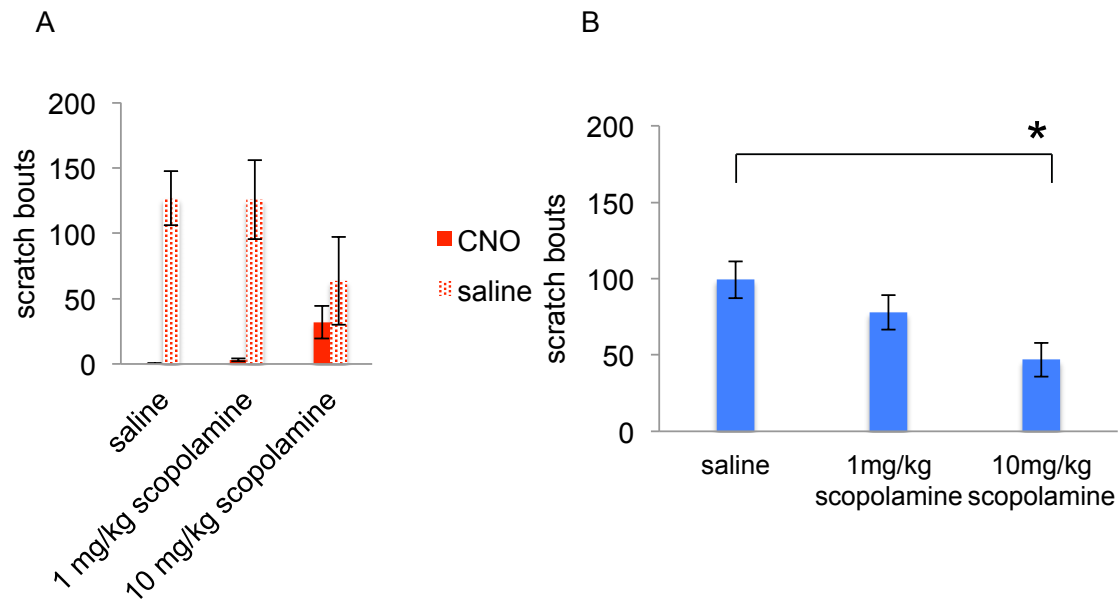 A
200
150
100
50
0
scratch bouts
saline
1 mg/kg scopolamine
10 mg/kg scopolamine
CNO
saline
B
200
150
100
50
0
scratch bouts
*
saline
1mg/kg
scopolamine
10mg/kg
scopolamine